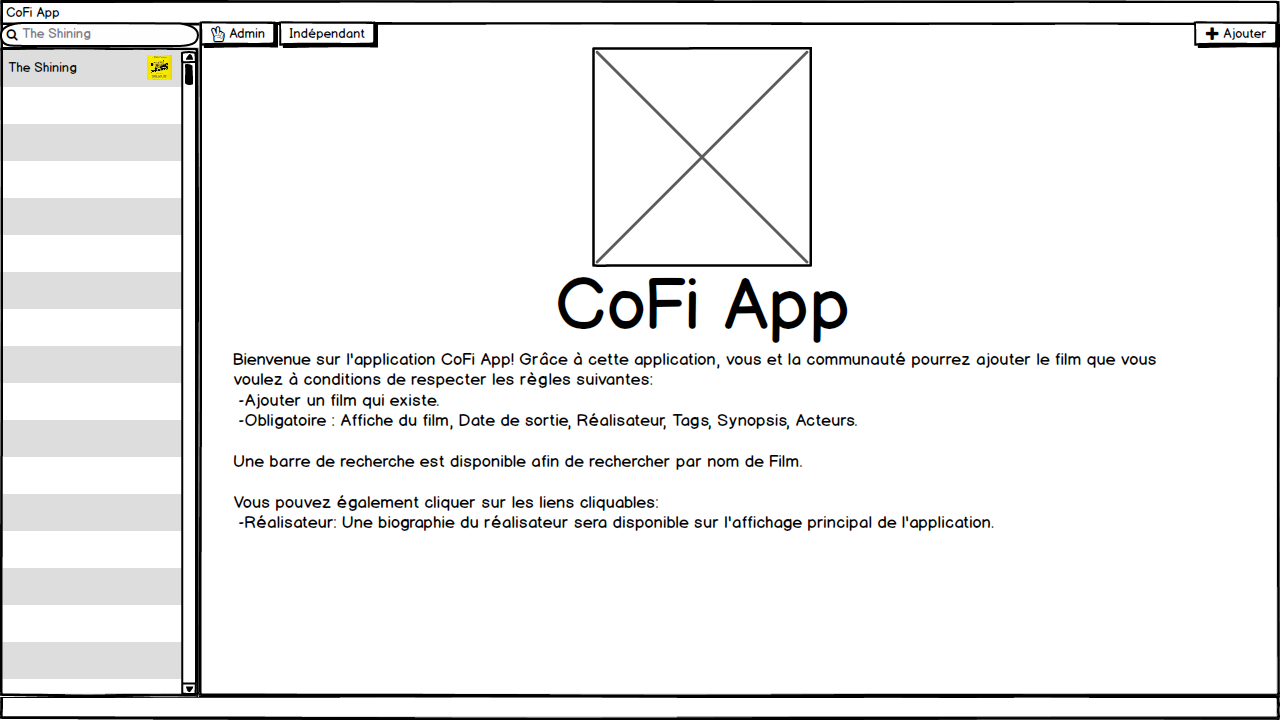 CoFi App
The Shining
Admin
Indépendant
Ajouter
The Shining
CoFi App
Bienvenue sur l'application CoFi App! Grâce à cette application, vous et la communauté pourrez ajouter le film que vous
voulez à conditions de respecter les règles suivantes:
-Ajouter un film qui existe.
-Obligatoire : Affiche du film, Date de sortie, Réalisateur, Tags, Synopsis, Acteurs.
Une barre de recherche est disponible afin de rechercher par nom de Film.
Vous pouvez également cliquer sur les liens cliquables:
-Réalisateur: Une biographie du réalisateur sera disponible sur l'affichage principal de l'application.